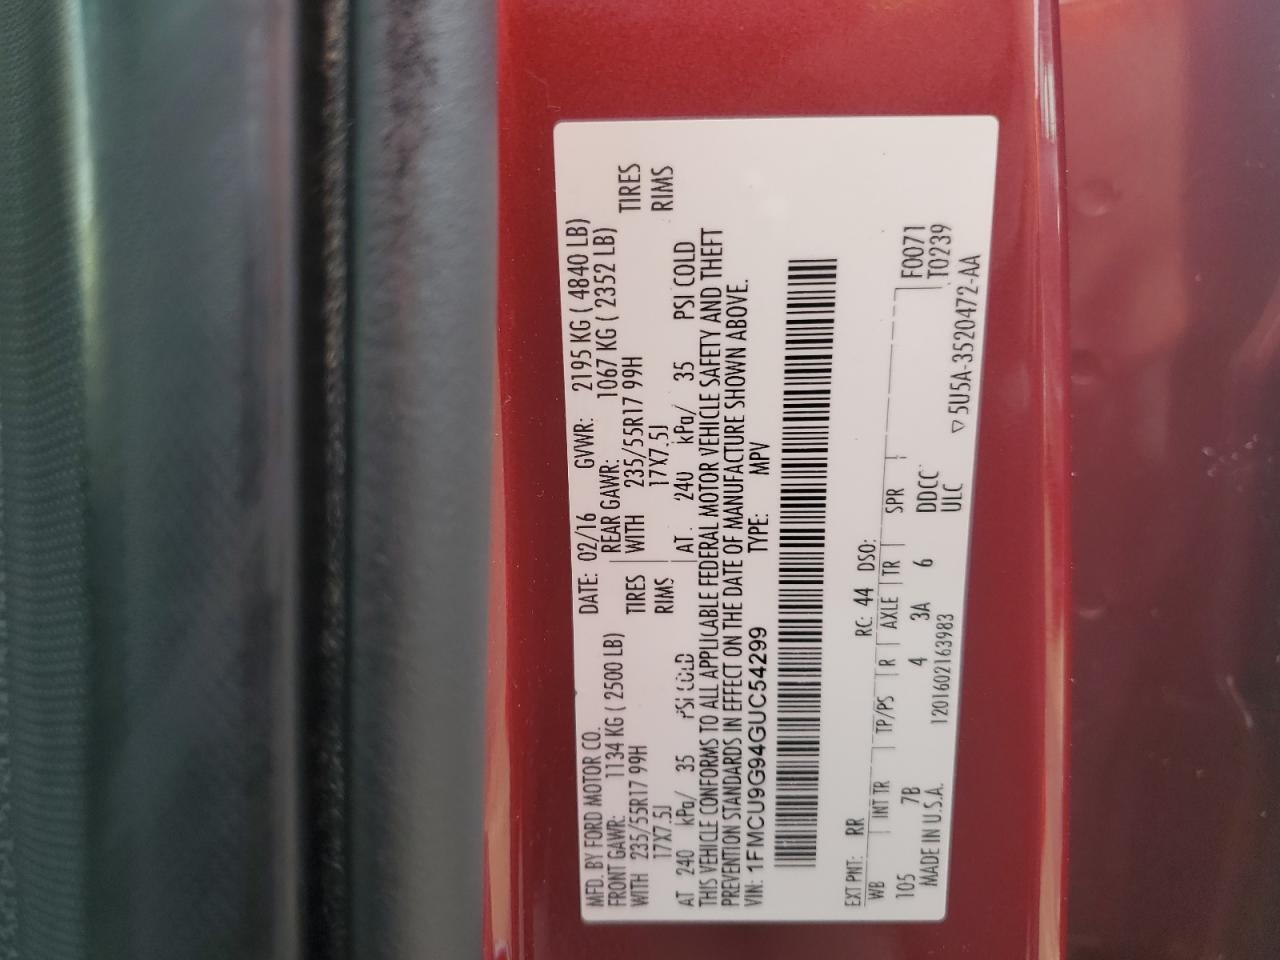 MFD. BY FORD MOTOR CO. DATE: 02/16 GVWR: 2195 KG ( 4840 LB)
FRONT GAWR: 1134 KG ( 2500 LB) REAR GAWR: 1067 KG ( 2352 LB)
WITH 235/55R17 99H TIRES WITH 235/55R17 99H TIRES
17X7.5J RIMS 17X7.5J RIMS
AT 240 kPa/ 35 PSI COLD AT 240 kPa/ 35 PSI COLD
THIS VEHICLE CONFORMS TO ALL APPLICABLE FEDERAL MOTOR VEHICLE SAFETY AND THEFT
PREVENTION STANDARDS IN EFFECT ON THE DATE OF MANUFACTURE SHOWN ABOVE.
VIN: 1FMCU9G94GUC54299 TYPE: MPV
EXT PNT: RR RC: 44 DSO:
WB INT TR TP/PS R AXLE TR SPR F0071
105 7B 4 3A 6 DDCC T0239
MADE IN U.S.A. 1201602163983 ULC
▽5U5A-3520472-AA